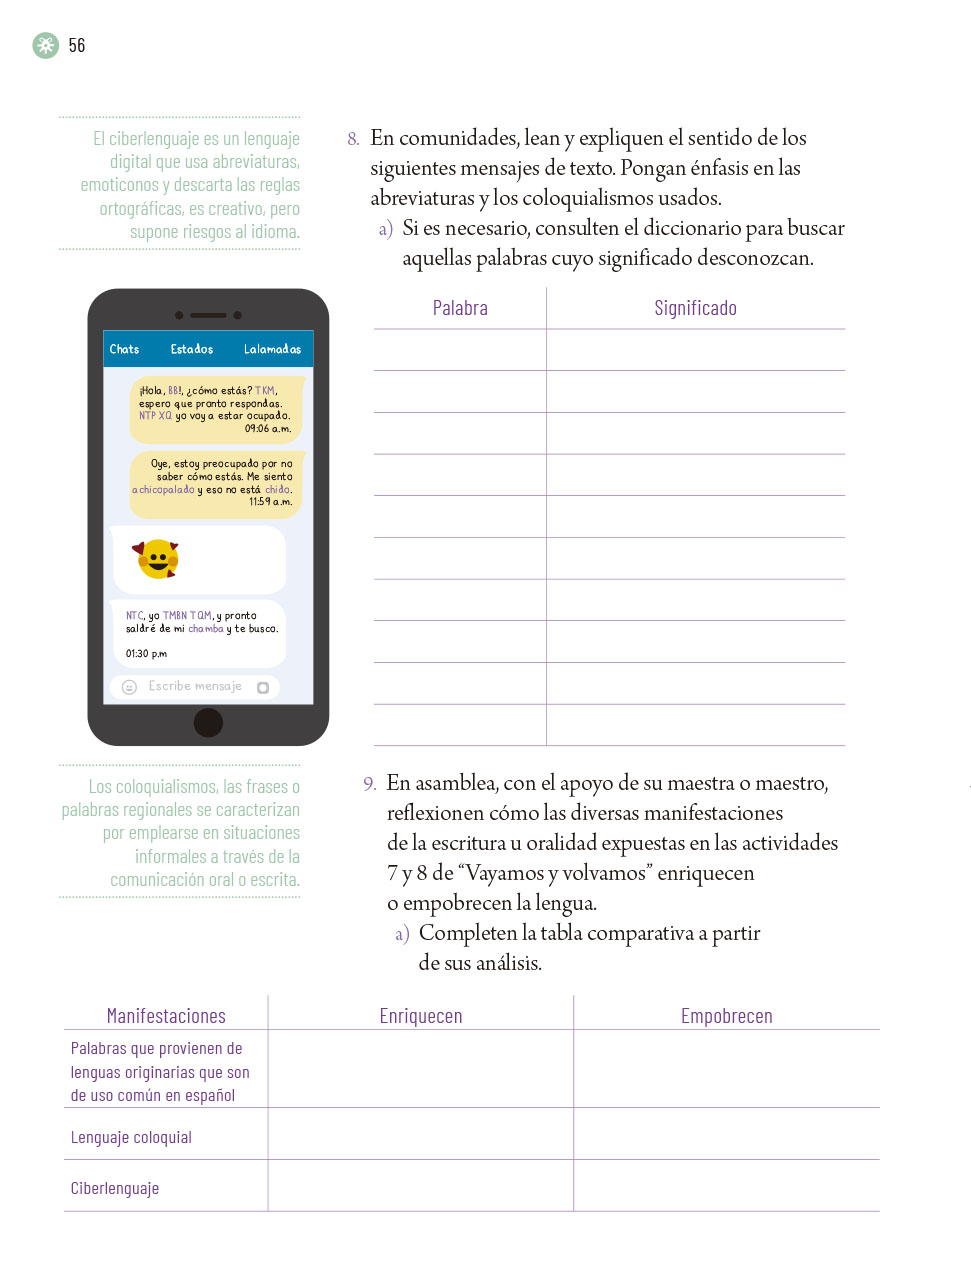 56
El ciberlenguaje es un lenguaje
digital que usa abreviaturas,
emoticonos y descarta las reglas
ortográficas, es creativo, pero
supone riesgos al idioma.
8. En comunidades, lean y expliquen el sentido de los
siguientes mensajes de texto. Pongan énfasis en las
abreviaturas y los coloquialismos usados.
a) Si es necesario, consulten el diccionario para buscar
aquellas palabras cuyo significado desconozcan.
Palabra Significado
Chats Estados Lalamadas
¡Hola, BB!, ¿cómo estás? TKM,
espero que pronto respondas.
NTP XQ yo voy a estar ocupado.
09:06 a.m.
Oye, estoy preocupado por no
saber cómo estás. Me siento
achicopalado y eso no está chido.
11:59 a.m.
NTC, yo TMBN TQM, y pronto
saldré de mi chamba y te busco.
01:30 p.m
Escribe mensaje
Los coloquialismos, las frases o
palabras regionales se caracterizan
por emplearse en situaciones
informales a través de la
comunicación oral o escrita.
9. En asamblea, con el apoyo de su maestra o maestro,
reflexionen cómo las diversas manifestaciones
de la escritura u oralidad expuestas en las actividades
7 y 8 de “Vayamos y volvamos” enriquecen
o empobrecen la lengua.
a) Completen la tabla comparativa a partir
de sus análisis.
Manifestaciones Enriquecen Empobrecen
Palabras que provienen de
lenguas originarias que son
de uso común en español
Lenguaje coloquial
Ciberlenguaje